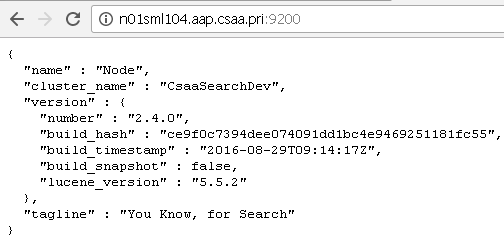 n01sml104.aap.csaa.pri:9200
{
  "name" : "Node",
  "cluster_name" : "CsaaSearchDev",
  "version" : {
    "number" : "2.4.0",
    "build_hash" : "ce9f0c7394dee074091dd1bc4e9469251181fc55",
    "build_timestamp" : "2016-08-29T09:14:17Z",
    "build_snapshot" : false,
    "lucene_version" : "5.5.2"
  },
  "tagline" : "You Know, for Search"
}